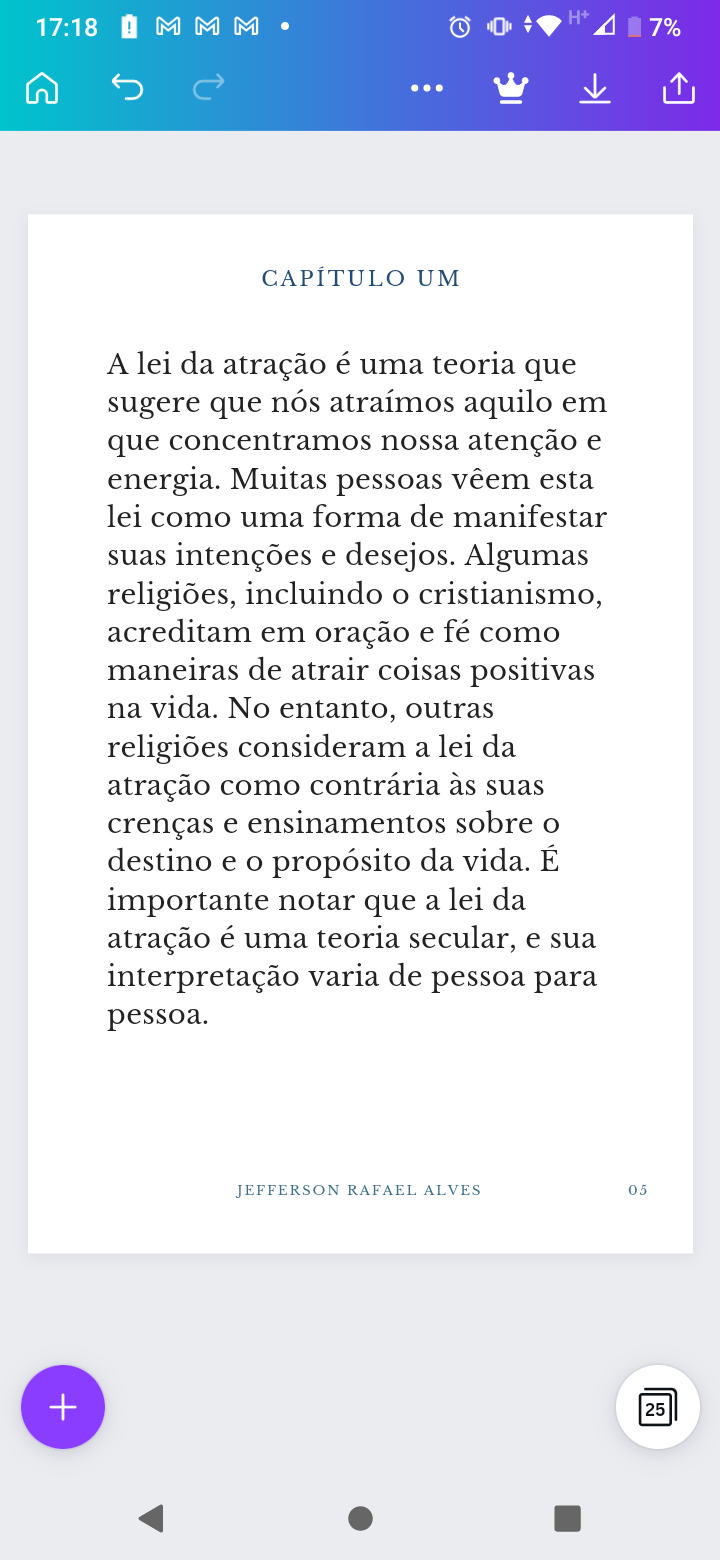 17:18
H+
7%
CAPÍTULO UM
A lei da atração é uma teoria que
sugere que nós atraímos aquilo em
que concentramos nossa atenção e
energia. Muitas pessoas vêem esta
lei como uma forma de manifestar
suas intenções e desejos. Algumas
religiões, incluindo o cristianismo,
acreditam em oração e fé como
maneiras de atrair coisas positivas
na vida. No entanto, outras
religiões consideram a lei da
atração como contrária às suas
crenças e ensinamentos sobre o
destino e o propósito da vida. É
importante notar que a lei da
atração é uma teoria secular, e sua
interpretação varia de pessoa para
pessoa.
JEFFERSON RAFAEL ALVES 05
25